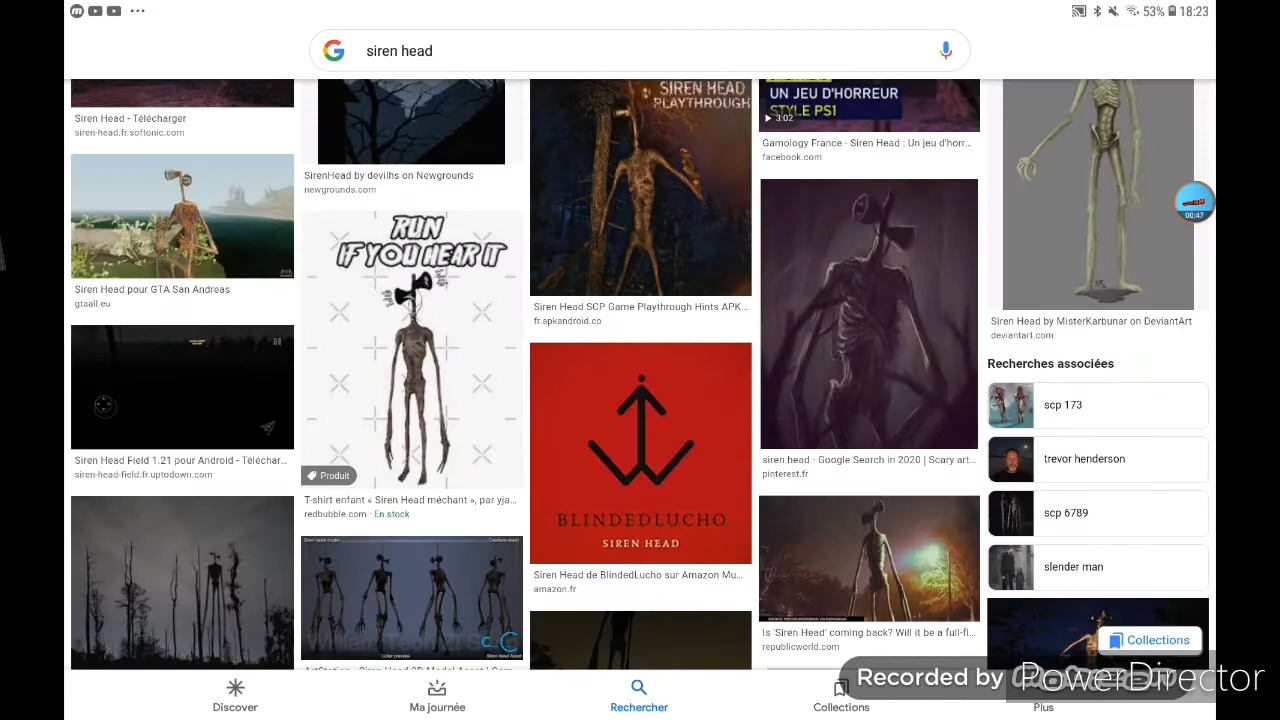 53% 18:23
siren head
Siren Head - Télécharger
siren-head.fr.softonic.com
Siren Head pour GTA San Andreas
gtaall.eu
Siren Head Field 1.21 pour Android - Téléchar...
siren-head-field.fr.uptodown.com
SirenHead by devilhs on Newgrounds
newgrounds.com
RUN
IF YOU HEAR IT
Produit
T-shirt enfant « Siren Head méchant », par yja...
redbubble.com · En stock
SIREN HEAD
PLAYTHROUGH
Siren Head SCP Game Playthrough Hints APK...
fr.apkandroid.co
BLINDEDLUCHO
SIREN HEAD
Siren Head de BlindedLucho sur Amazon Mu...
amazon.fr
UN JEU D'HORREUR
STYLE PS1
3:02
Gamology France - Siren Head : Un jeu d'horr...
facebook.com
siren head - Google Search in 2020 | Scary art...
pinterest.fr
Is 'Siren Head' coming back? Will it be a full-fl...
republicworld.com
00:47
Siren Head by MisterKarbunar on DeviantArt
deviantart.com
Recherches associées
scp 173
trevor henderson
scp 6789
slender man
Collections
Recorded by PowerDirector
Discover
Ma journée
Rechercher
Collections
Plus